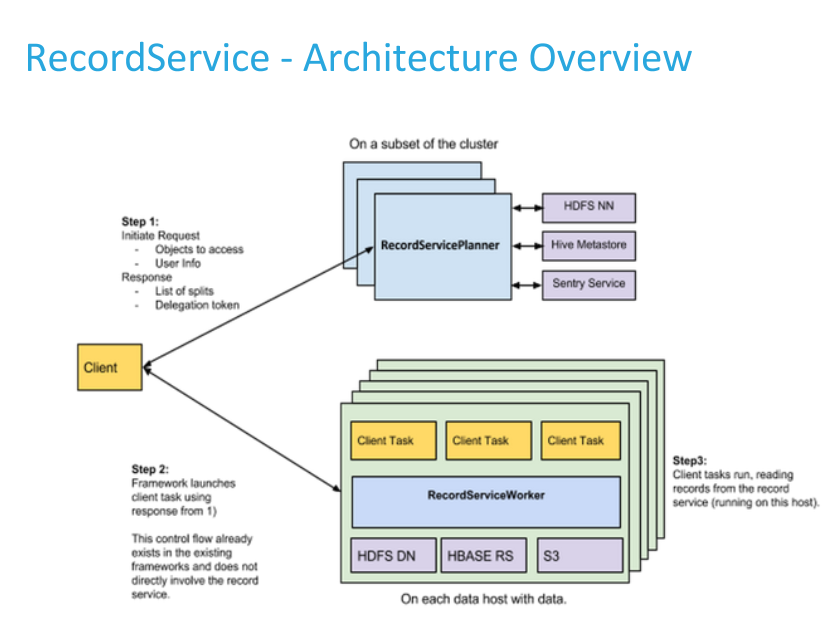 RecordService - Architecture Overview
On a subset of the cluster
Step 1:
Initiate Request
- Objects to access
- User Info
Response
- List of splits
- Delegation token
RecordServicePlanner
HDFS NN
Hive Metastore
Sentry Service
Client
Client Task
Client Task
Client Task
RecordServiceWorker
HDFS DN
HBASE RS
S3
Step3:
Client tasks run, reading
records from the record
service (running on this host).
Step 2:
Framework launches
client task using
response from 1)
This control flow already
exists in the existing
frameworks and does not
directly involve the record
service.
On each data host with data.